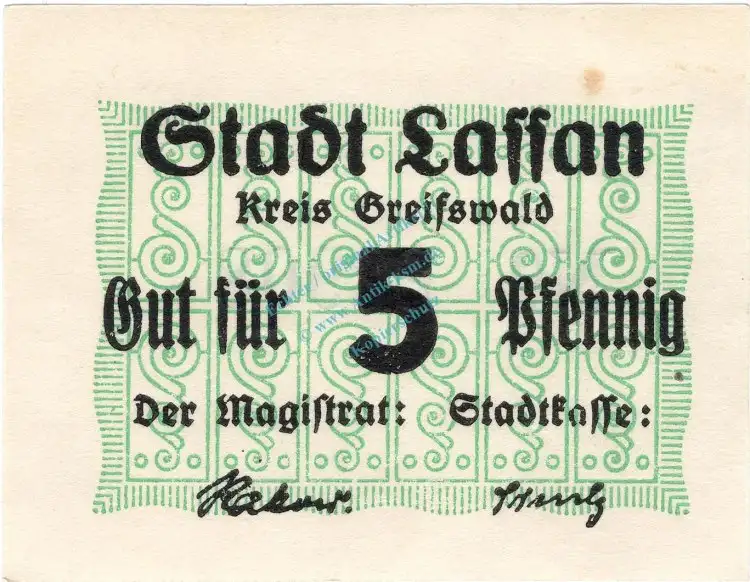 Stadt Laſſan
Kreis Greifswald
Gut für 5 Pfennig
Der Magiſtrat: Stadtkaſſe: